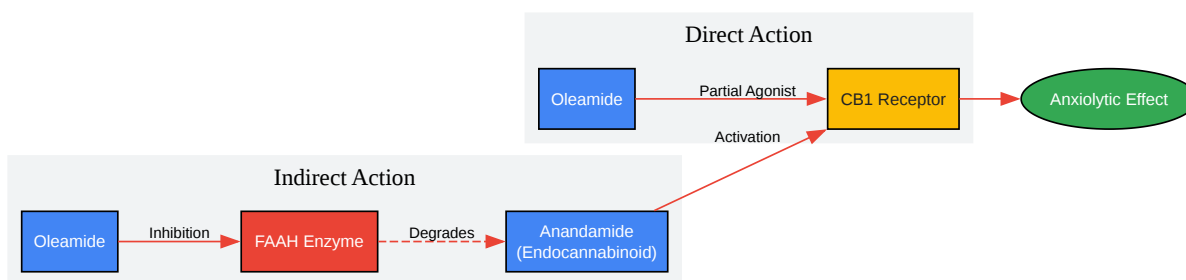 Direct Action
Oleamide
Partial Agonist
CB1 Receptor
Anxiolytic Effect
Activation
Indirect Action
Oleamide
Inhibition
FAAH Enzyme
Degrades
Anandamide
(Endocannabinoid)